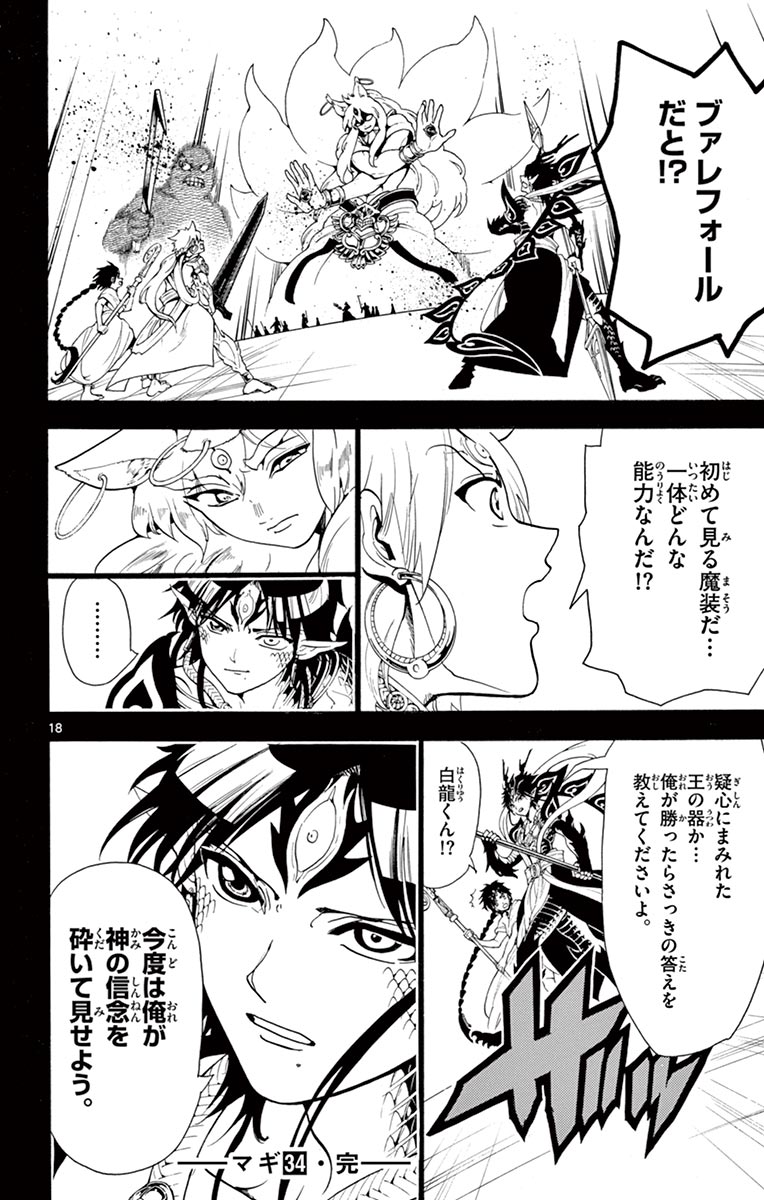 ブァレフォール
だと!?
初めて見る魔装だ…
一体どんな
能力なんだ!?
………
18
疑心にまみれた
王の器か…
俺が勝ったらさっきの答えを
教えてくださいよ。
白龍くん!?
今度は俺が
神の信念を
砕いて見せよう。
マギ34・完